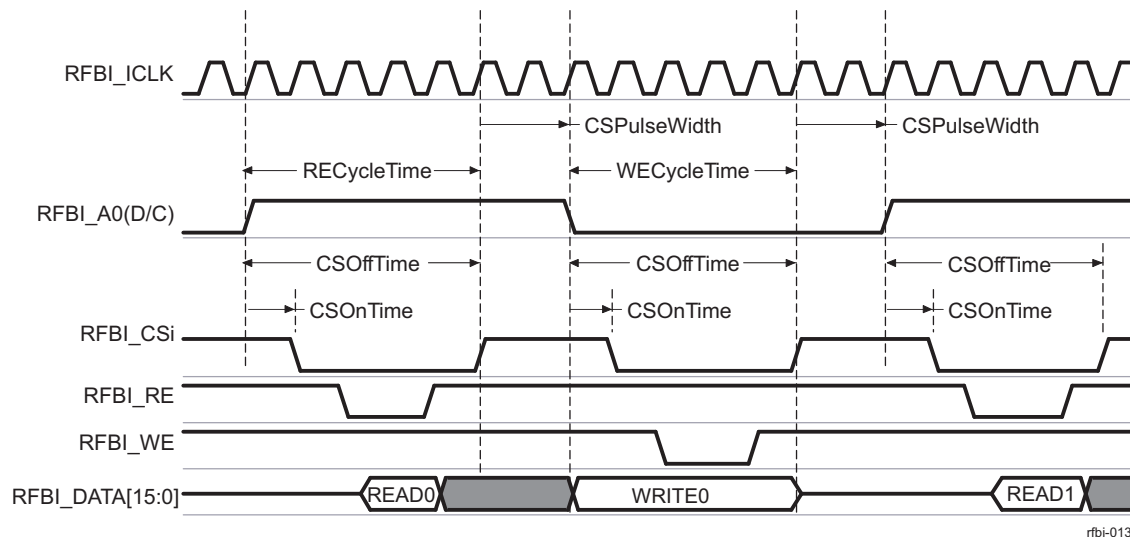 RFBI_ICLK
CSPulseWidth CSPulseWidth
RECycleTime WECycleTime
RFBI_A0(D/C)
CSOffTime CSOffTime CSOffTime
CSOnTime CSOnTime CSOnTime
RFBI_CSi
RFBI_RE
RFBI_WE
RFBI_DATA[15:0] READ0 WRITE0 READ1
rfbi-013